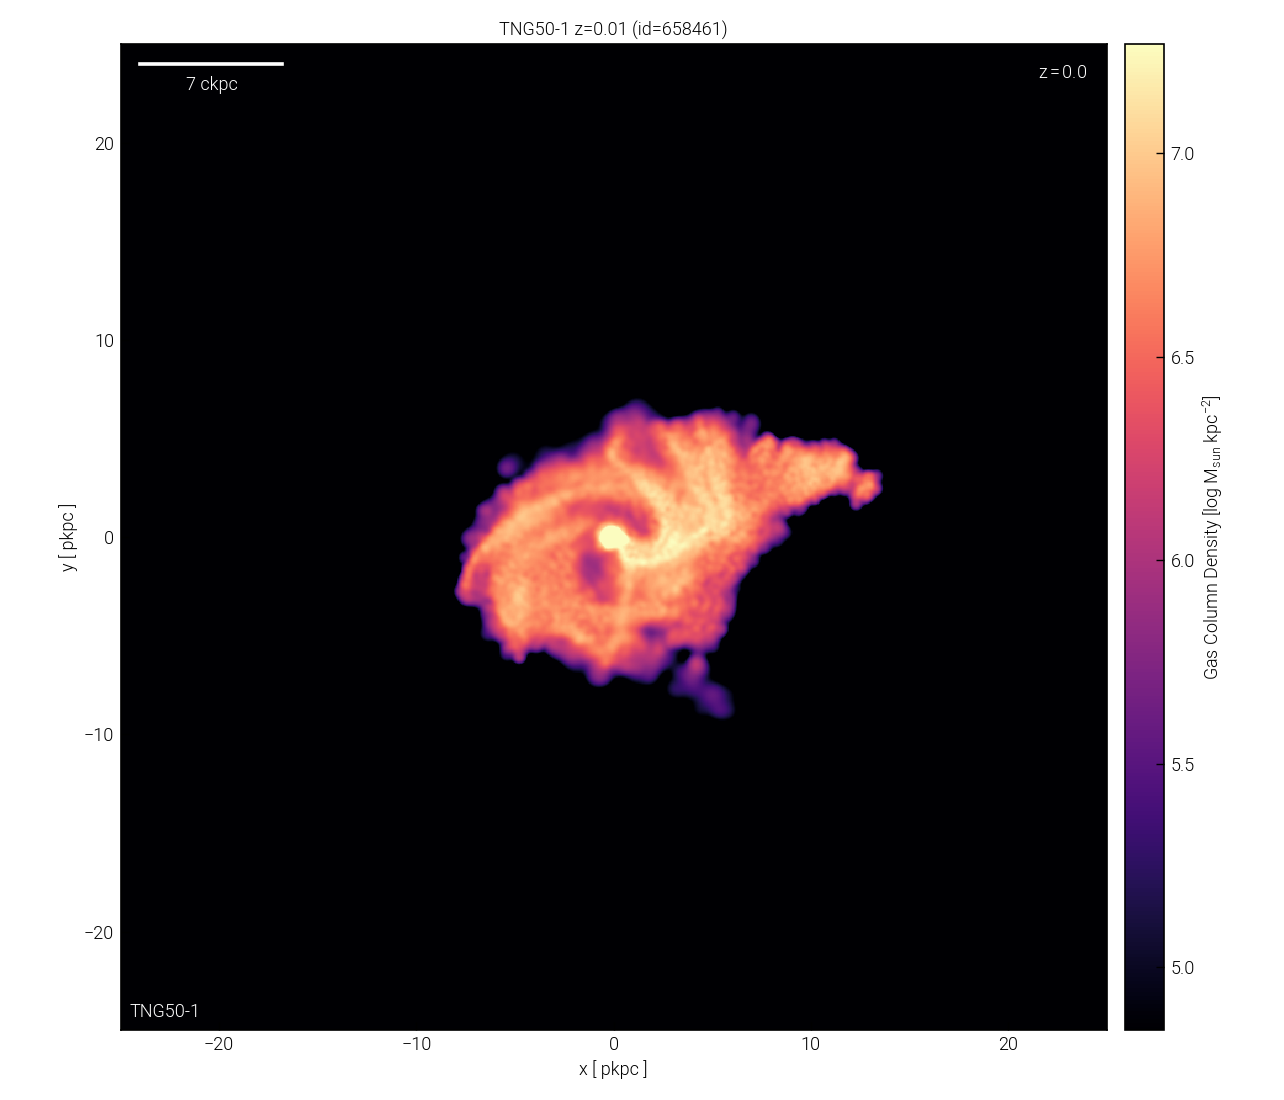 TNG50-1 z=0.01 (id=658461)
7 ckpc
z=0.0
20
10
0
−10
−20
y [ pkpc ]
TNG50-1
−20
−10
0
10
20
x [ pkpc ]
7.0
6.5
6.0
5.5
5.0
Gas Column Density [log M_sun kpc⁻²]